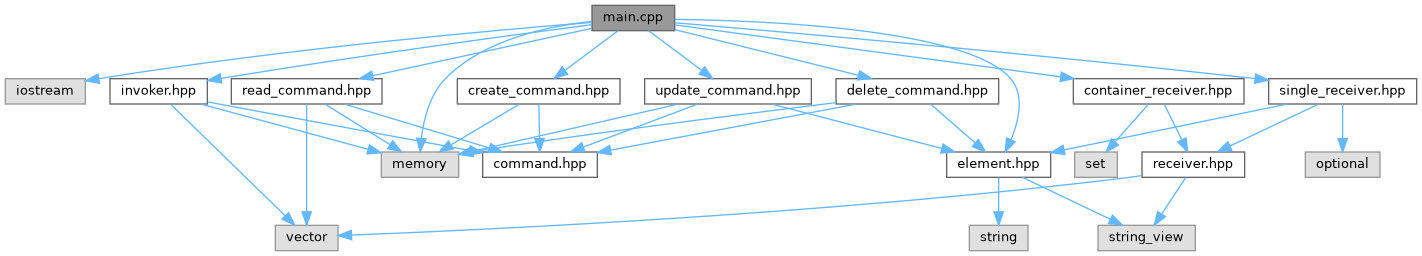 main.cpp
iostream
invoker.hpp
read_command.hpp
create_command.hpp
update_command.hpp
delete_command.hpp
container_receiver.hpp
single_receiver.hpp
memory
command.hpp
element.hpp
set
receiver.hpp
optional
vector
string
string_view